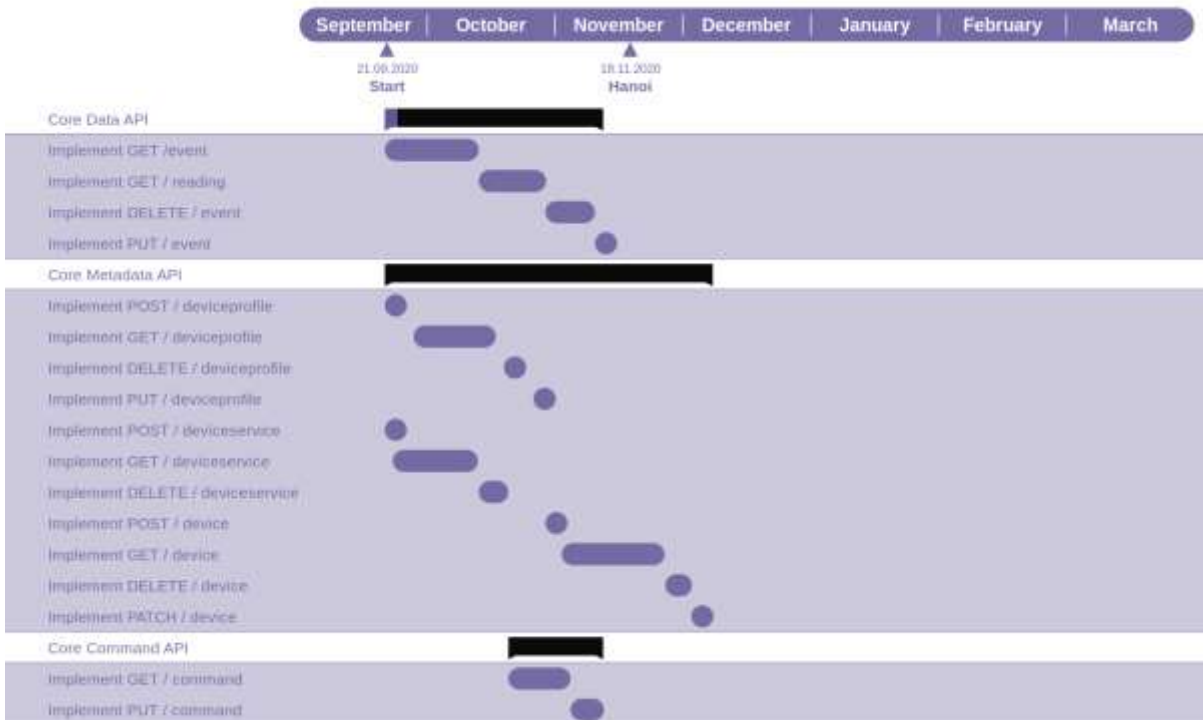 September October November December January February March
21.09.2020 18.11.2020
Start Hanoi
Core Data API
Implement GET /event
Implement GET / reading
Implement DELETE / event
Implement PUT / event
Core Metadata API
Implement POST / deviceprofile
Implement GET / deviceprofile
Implement DELETE / deviceprofile
Implement PUT / deviceprofile
Implement POST / deviceservice
Implement GET / deviceservice
Implement DELETE / deviceservice
Implement POST / device
Implement GET / device
Implement DELETE / device
Implement PATCH / device
Core Command API
Implement GET / command
Implement PUT / command